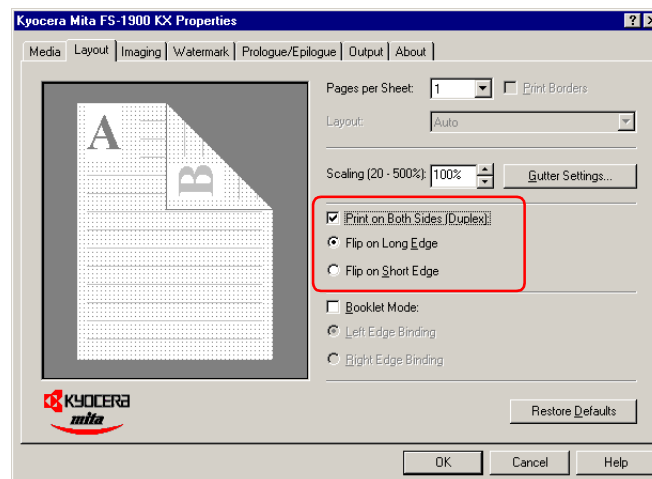 Kyocera Mita FS-1900 KX Properties
Media Layout Imaging Watermark Prologue/Epilogue Output About
Pages per Sheet: 1 Print Borders
Layout: Auto
Scaling (20 - 500%): 100% Gutter Settings...
Print on Both Sides (Duplex):
Flip on Long Edge
Flip on Short Edge
Booklet Mode:
Left Edge Binding
Right Edge Binding
A
B
KYOCERA
mita
Restore Defaults
OK Cancel Help